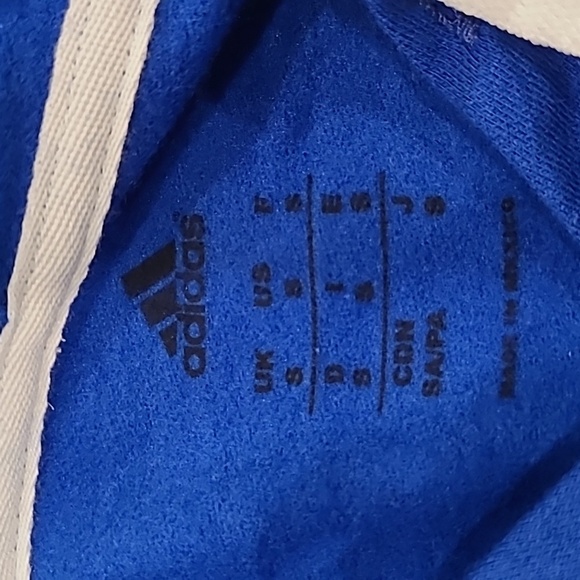 adidas
UK US F
S S S
D I E
S S S
CDN J
SA/PA S
MADE IN MEXICO